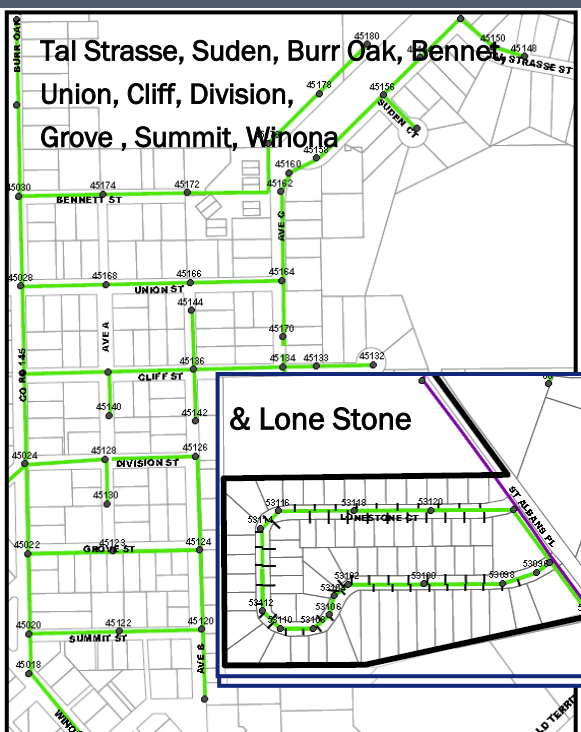 BURR OAK
45180
45150
45148
Tal Strasse, Suden, Burr Oak, Bennet,
STRASSE ST
45178
45156
Union, Cliff, Division,
SUDEN CT
Grove , Summit, Winona
45158
45160
45030
45174
45172
45162
BENNETT ST
AVE C
45028
45168
45166
45164
UNION ST
45144
AVE A
45170
CO RD 145
45136
45134
45133
45132
CLIFF ST
45140
45142
& Lone Stone
45024
45128
45126
DIVISION ST
45130
53116
53118
53120
ST ALBANS PL
LONESTONE CT
45022
45123
45124
GROVE ST
53102
53100
53098
53096
53112
53110
53108
53106
45020
45122
45120
SUMMIT ST
AVE B
45018
WINO
LD TERRIT